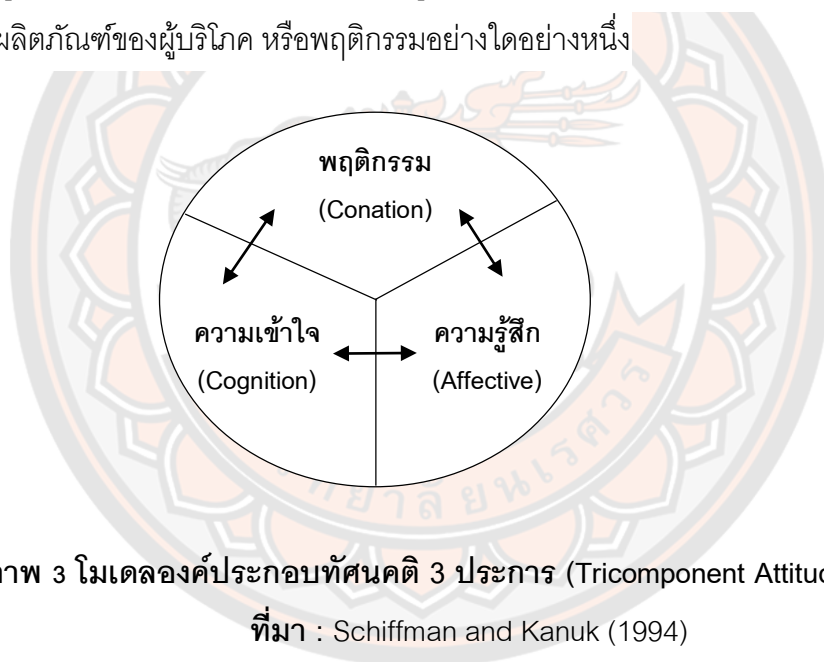 ผลิตภัณฑ์ของผู้บริโภค หรือพฤติกรรมอย่างใดอย่างหนึ่ง
พฤติกรรม
(Conation)
ความเข้าใจ
(Cognition)
ความรู้สึก
(Affective)
ภาพ 3 โมเดลองค์ประกอบทัศนคติ 3 ประการ (Tricomponent
ที่มา : Schiffman and Kanuk (1994)